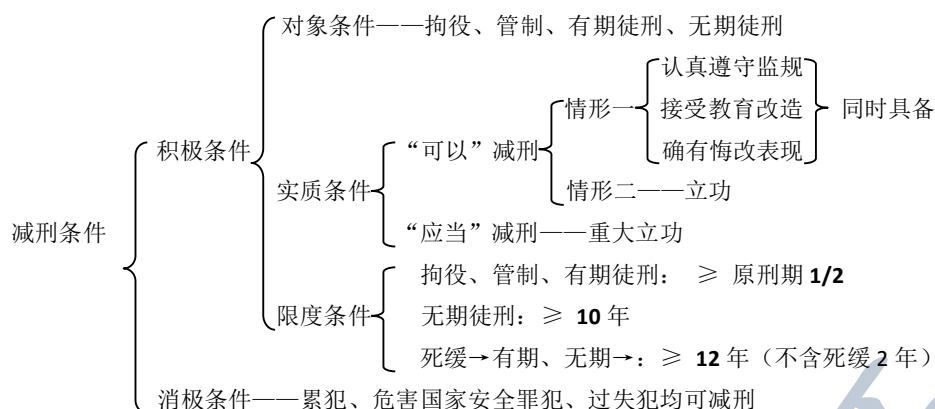 对象条件——拘役、管制、有期徒刑、无期徒刑
认真遵守监规
情形一
接受教育改造
同时具备
积极条件
“可以”减刑
确有悔改表现
实质条件
情形二——立功
减刑条件
“应当”减刑——重大立功
拘役、管制、有期徒刑： ≥ 原刑期 1/2
限度条件
无期徒刑：≥ 10 年
死缓→有期、无期→：≥ 12 年（不含死缓 2 年）
消极条件——累犯、危害国家安全罪犯、过失犯均可减刑